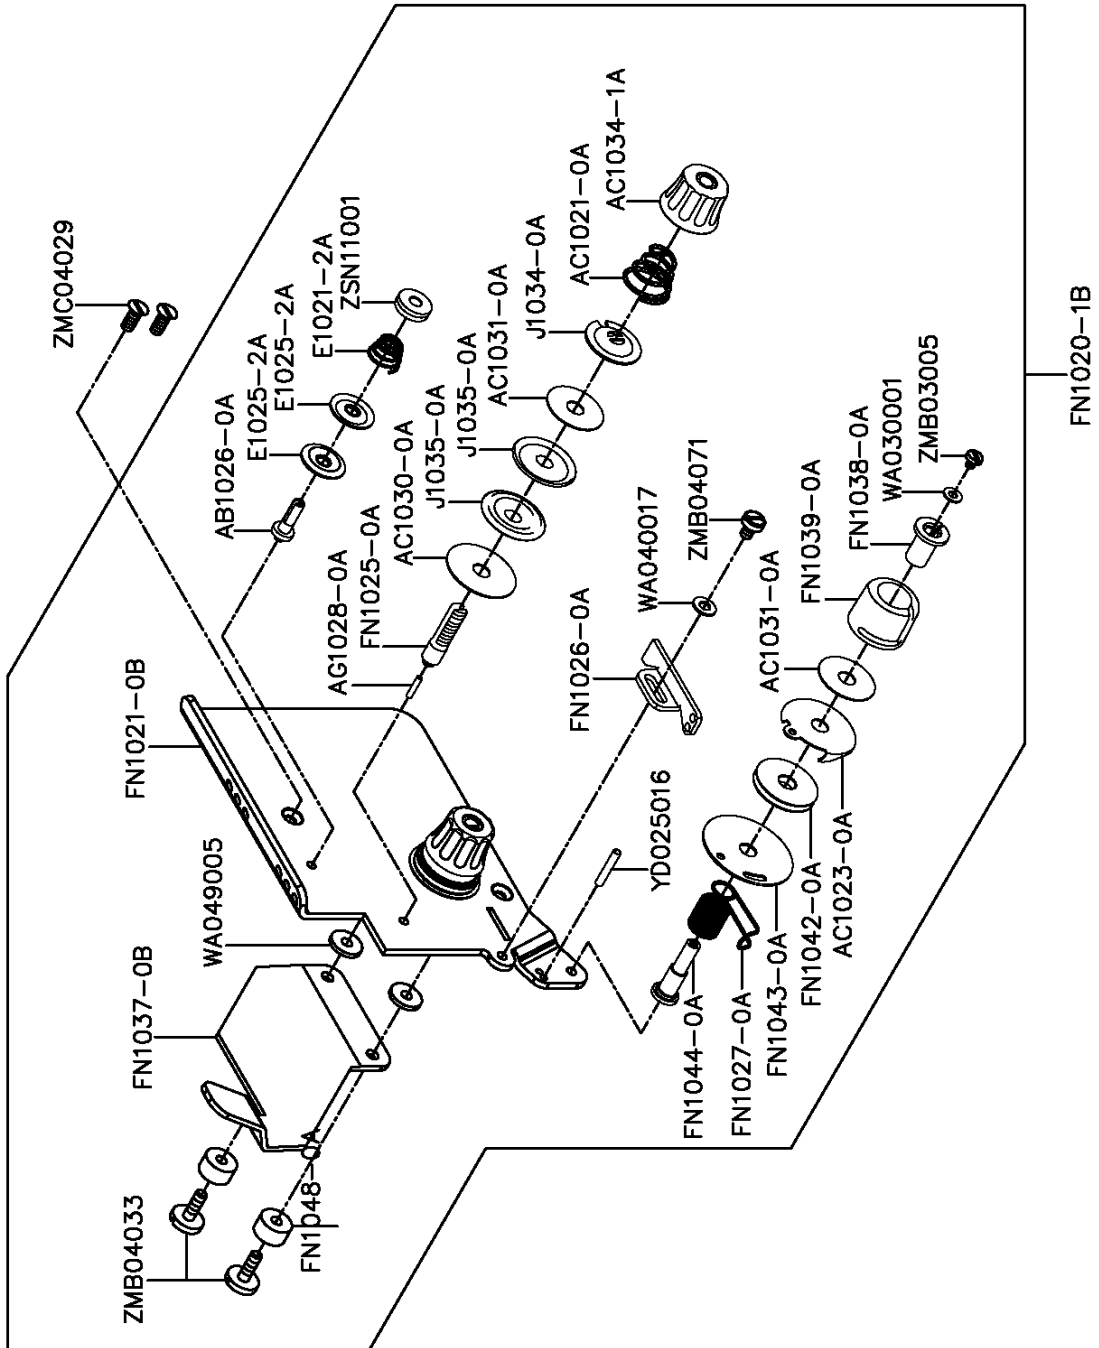 ZMC04029
AB1026-0A
E1025-2A
E1025-2A
E1021-2A
ZSN11001
FN1021-0B
AG1028-0A
FN1025-0A
AC1030-0A
J1035-0A
J1035-0A
AC1031-0A
J1034-0A
AC1021-0A
AC1034-1A
FN1020-1B
WA049005
FN1037-0B
ZMB04033
FN1048-0A
FN1026-0A
WA040017
ZMB04071
YD025016
FN1044-0A
FN1027-0A
FN1043-0A
FN1042-0A
AC1023-0A
AC1031-0A
FN1039-0A
FN1038-0A
WA030001
ZMB03005